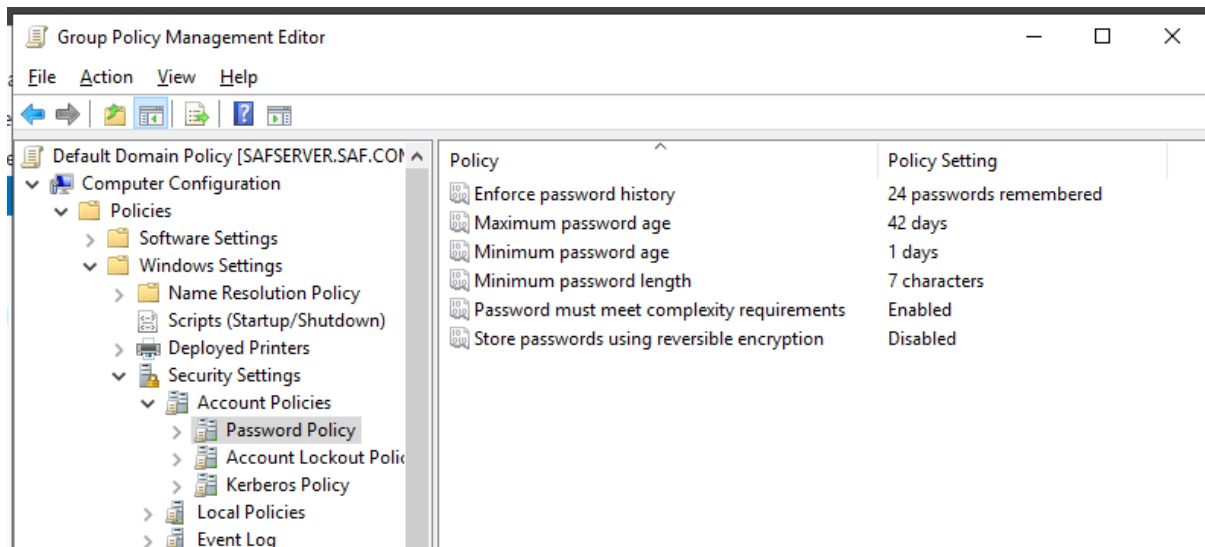 Group Policy Management Editor
File Action View Help
Default Domain Policy [SAFSERVER.SAF.COM
Computer Configuration
Policies
Software Settings
Windows Settings
Name Resolution Policy
Scripts (Startup/Shutdown)
Deployed Printers
Security Settings
Account Policies
Password Policy
Account Lockout Polic
Kerberos Policy
Local Policies
Event Log
Policy Policy Setting
Enforce password history 24 passwords remembered
Maximum password age 42 days
Minimum password age 1 days
Minimum password length 7 characters
Password must meet complexity requirements Enabled
Store passwords using reversible encryption Disabled